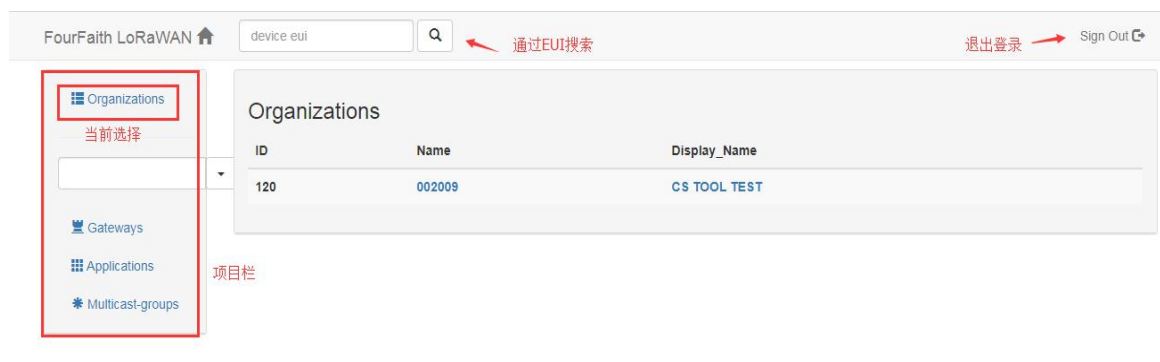 FourFaith LoRaWAN device eui 通过EUI搜索 退出登录 Sign Out
Organizations
当前选择
Gateways
Applications
Multicast-groups
项目栏
Organizations
ID Name Display_Name
120 002009 CS TOOL TEST